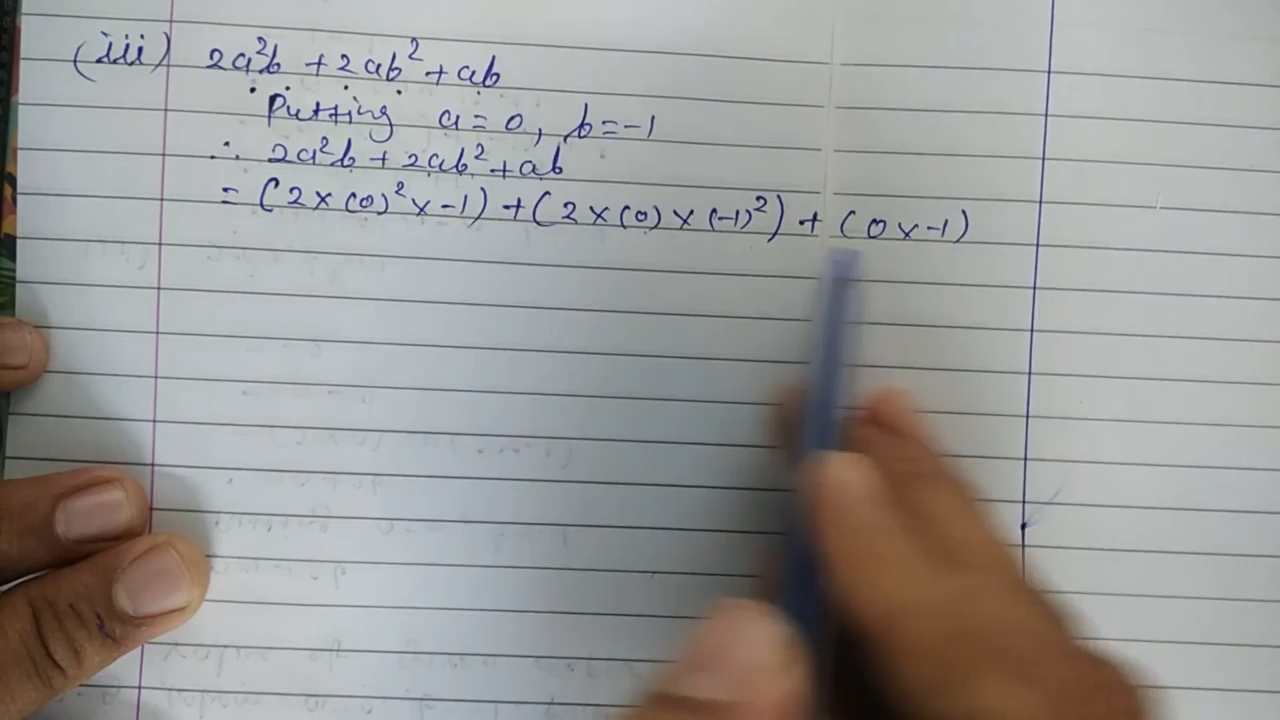 (iii) 2a²b + 2ab² + ab
Putting a = 0, b = -1
∴ 2a²b + 2ab² + ab
= (2 × (0)² × -1) + (2 × (0) × (-1)²) + (0 × -1)